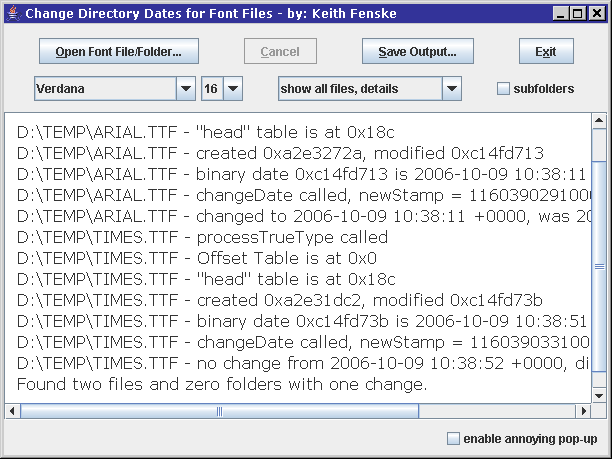 Change Directory Dates for Font Files - by: Keith Fenske
Open Font File/Folder... Cancel Save Output... Exit
Verdana 16 show all files, details subfolders
D:\TEMP\ARIAL.TTF - "head" table is at 0x18c
D:\TEMP\ARIAL.TTF - created 0xa2e3272a, modified 0xc14fd713
D:\TEMP\ARIAL.TTF - binary date 0xc14fd713 is 2006-10-09 10:38:11
D:\TEMP\ARIAL.TTF - changeDate called, newStamp = 1160390291000
D:\TEMP\ARIAL.TTF - changed to 2006-10-09 10:38:11 +0000, was 20
D:\TEMP\TIMES.TTF - processTrueType called
D:\TEMP\TIMES.TTF - Offset Table is at 0x0
D:\TEMP\TIMES.TTF - "head" table is at 0x18c
D:\TEMP\TIMES.TTF - created 0xa2e31dc2, modified 0xc14fd73b
D:\TEMP\TIMES.TTF - binary date 0xc14fd73b is 2006-10-09 10:38:51
D:\TEMP\TIMES.TTF - changeDate called, newStamp = 116039033100
D:\TEMP\TIMES.TTF - no change from 2006-10-09 10:38:52 +0000, di
Found two files and zero folders with one change.
enable annoying pop-up